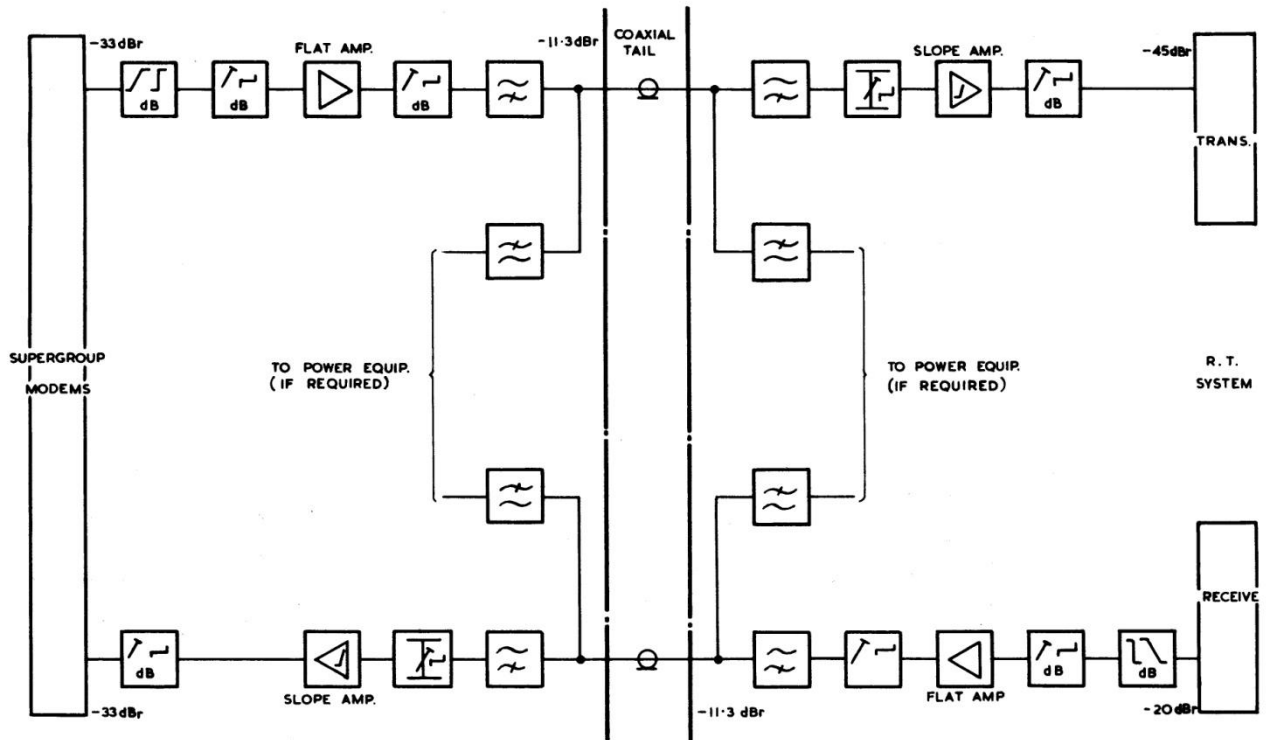 -33dBr
FLAT AMP.
-11·3dBr
COAXIAL
TAIL
SLOPE AMP.
-45dBr
dB
dB
dB
dB
TRANS.
SUPERGROUP
MODEMS
TO POWER EQUIP.
(IF REQUIRED)
TO POWER EQUIP.
(IF REQUIRED)
R. T.
SYSTEM
RECEIVE
dB
SLOPE AMP.
FLAT AMP
dB
dB
-33dBr
-11·3 dBr
-20dBr